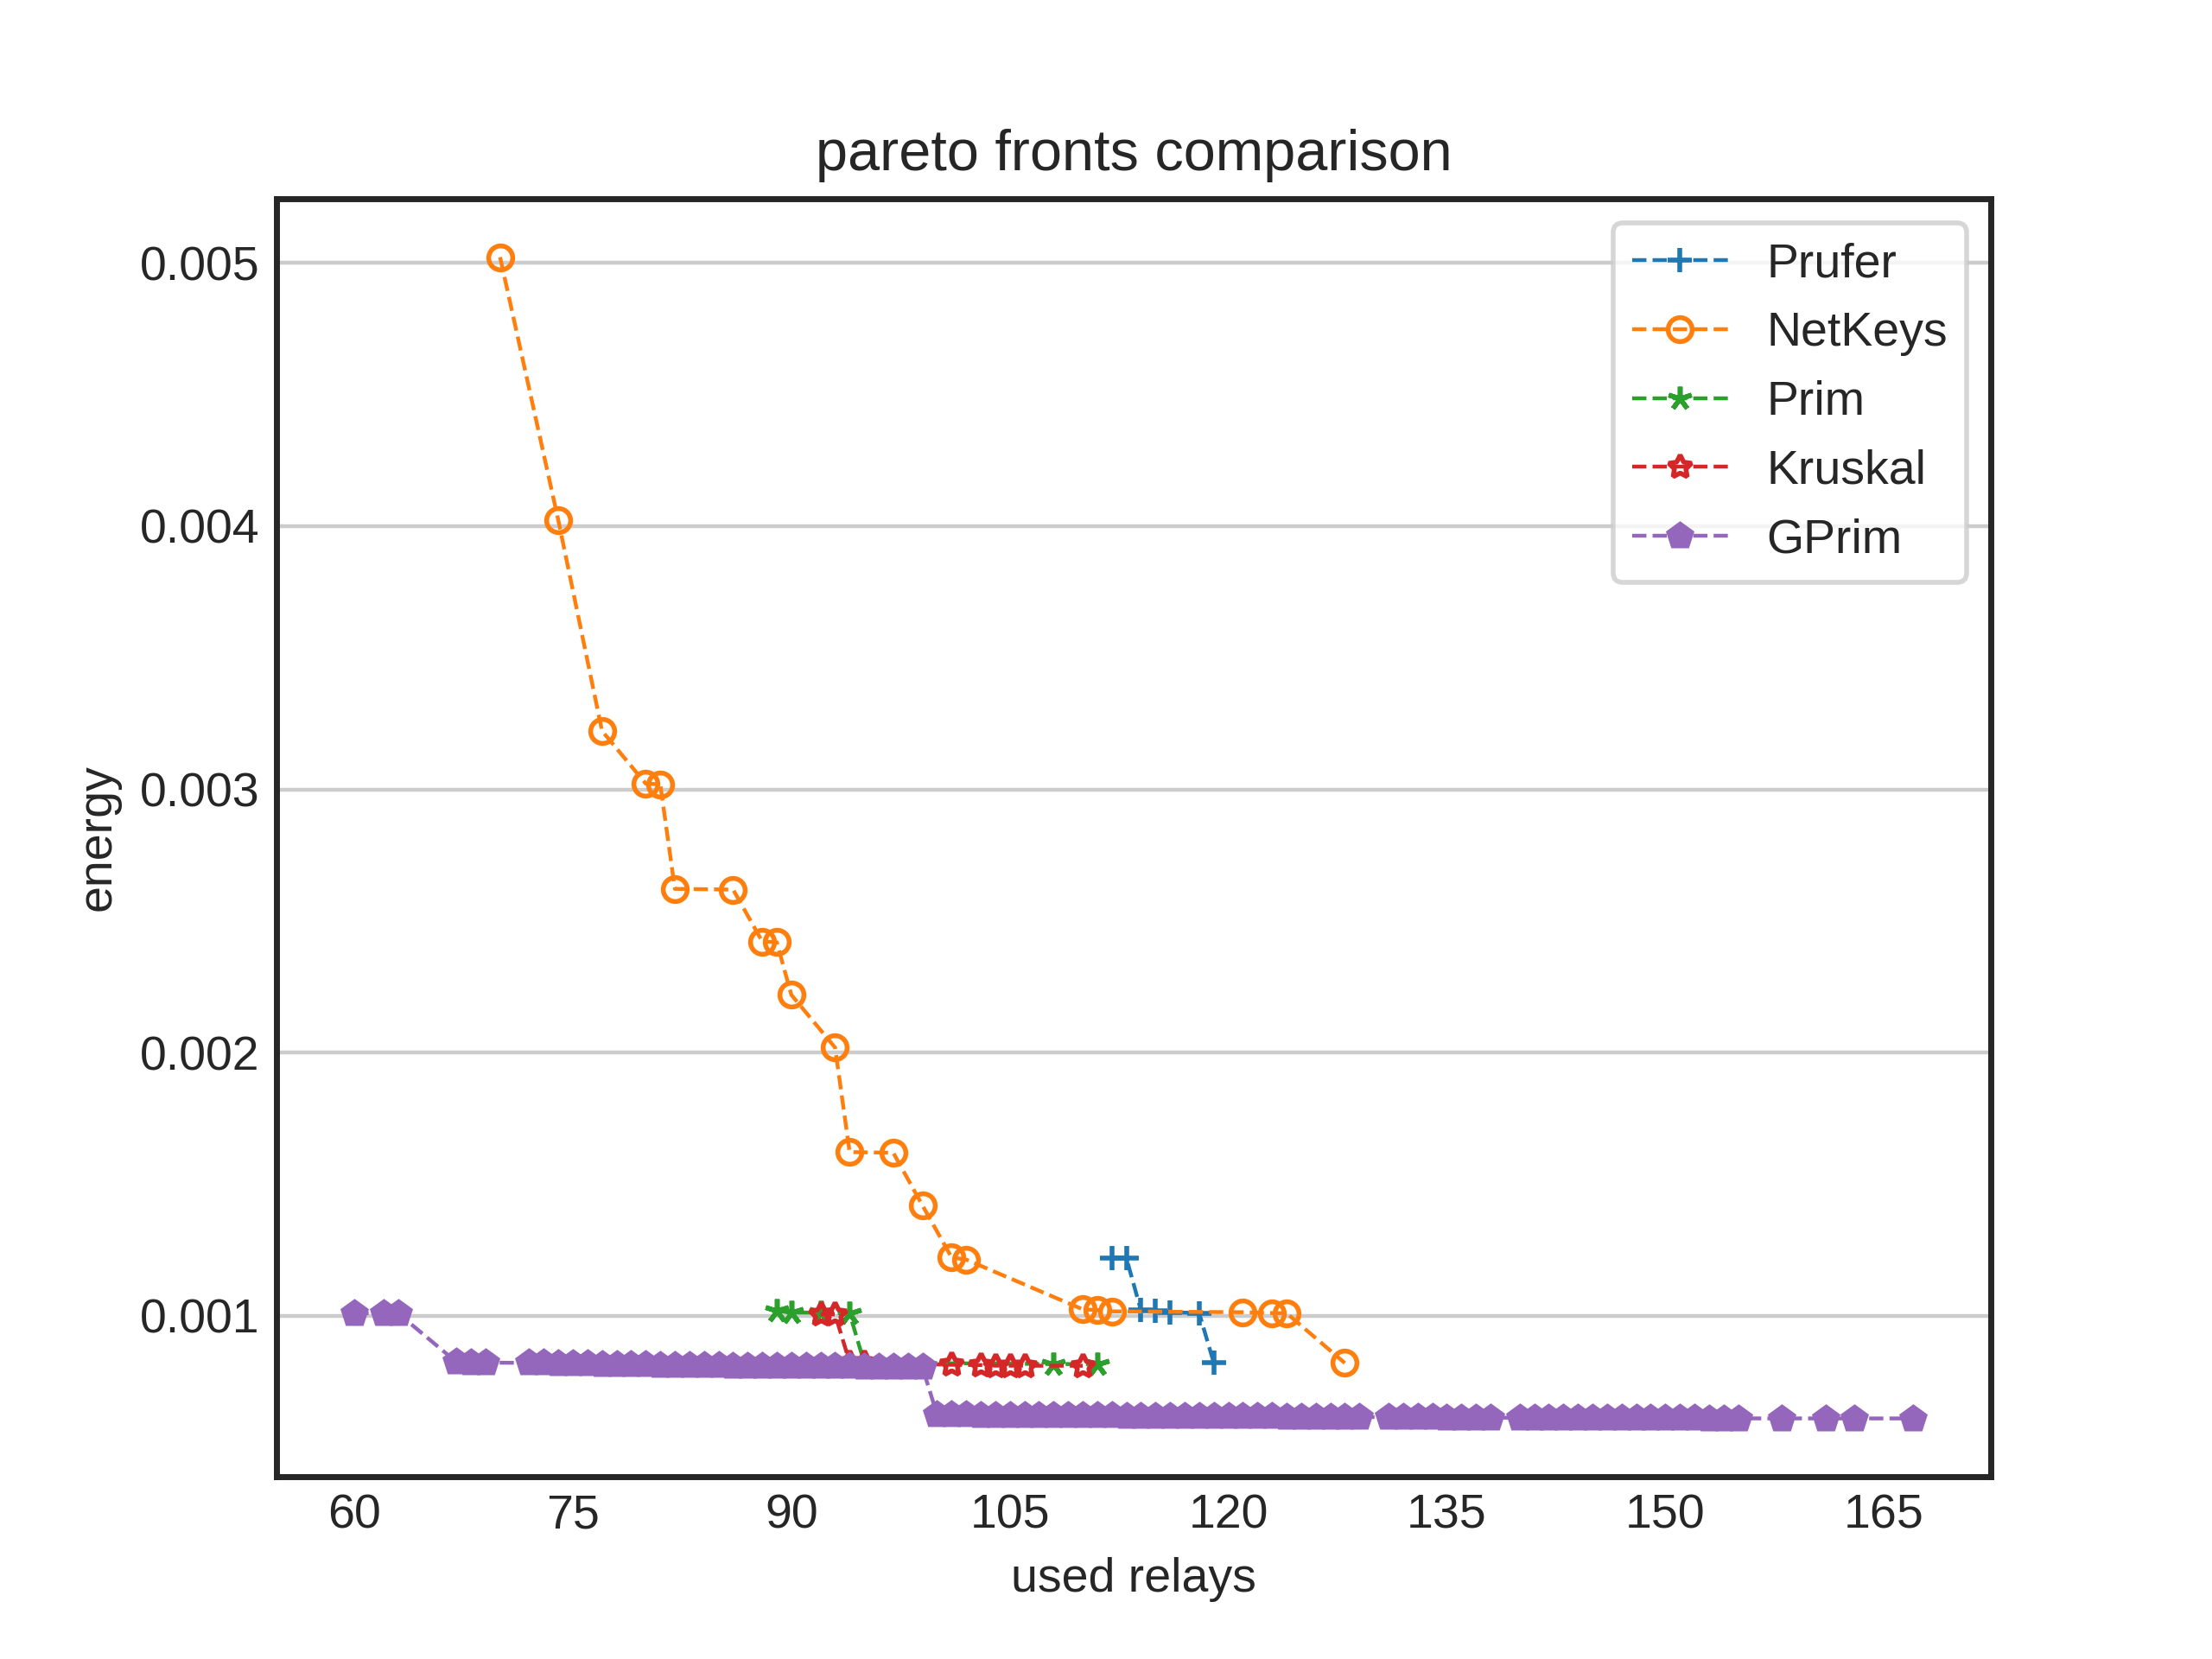 pareto fronts comparison
0.005
0.004
0.003
0.002
0.001
energy
Prufer
NetKeys
Prim
Kruskal
GPrim
60 75 90 105 120 135 150 165
used relays